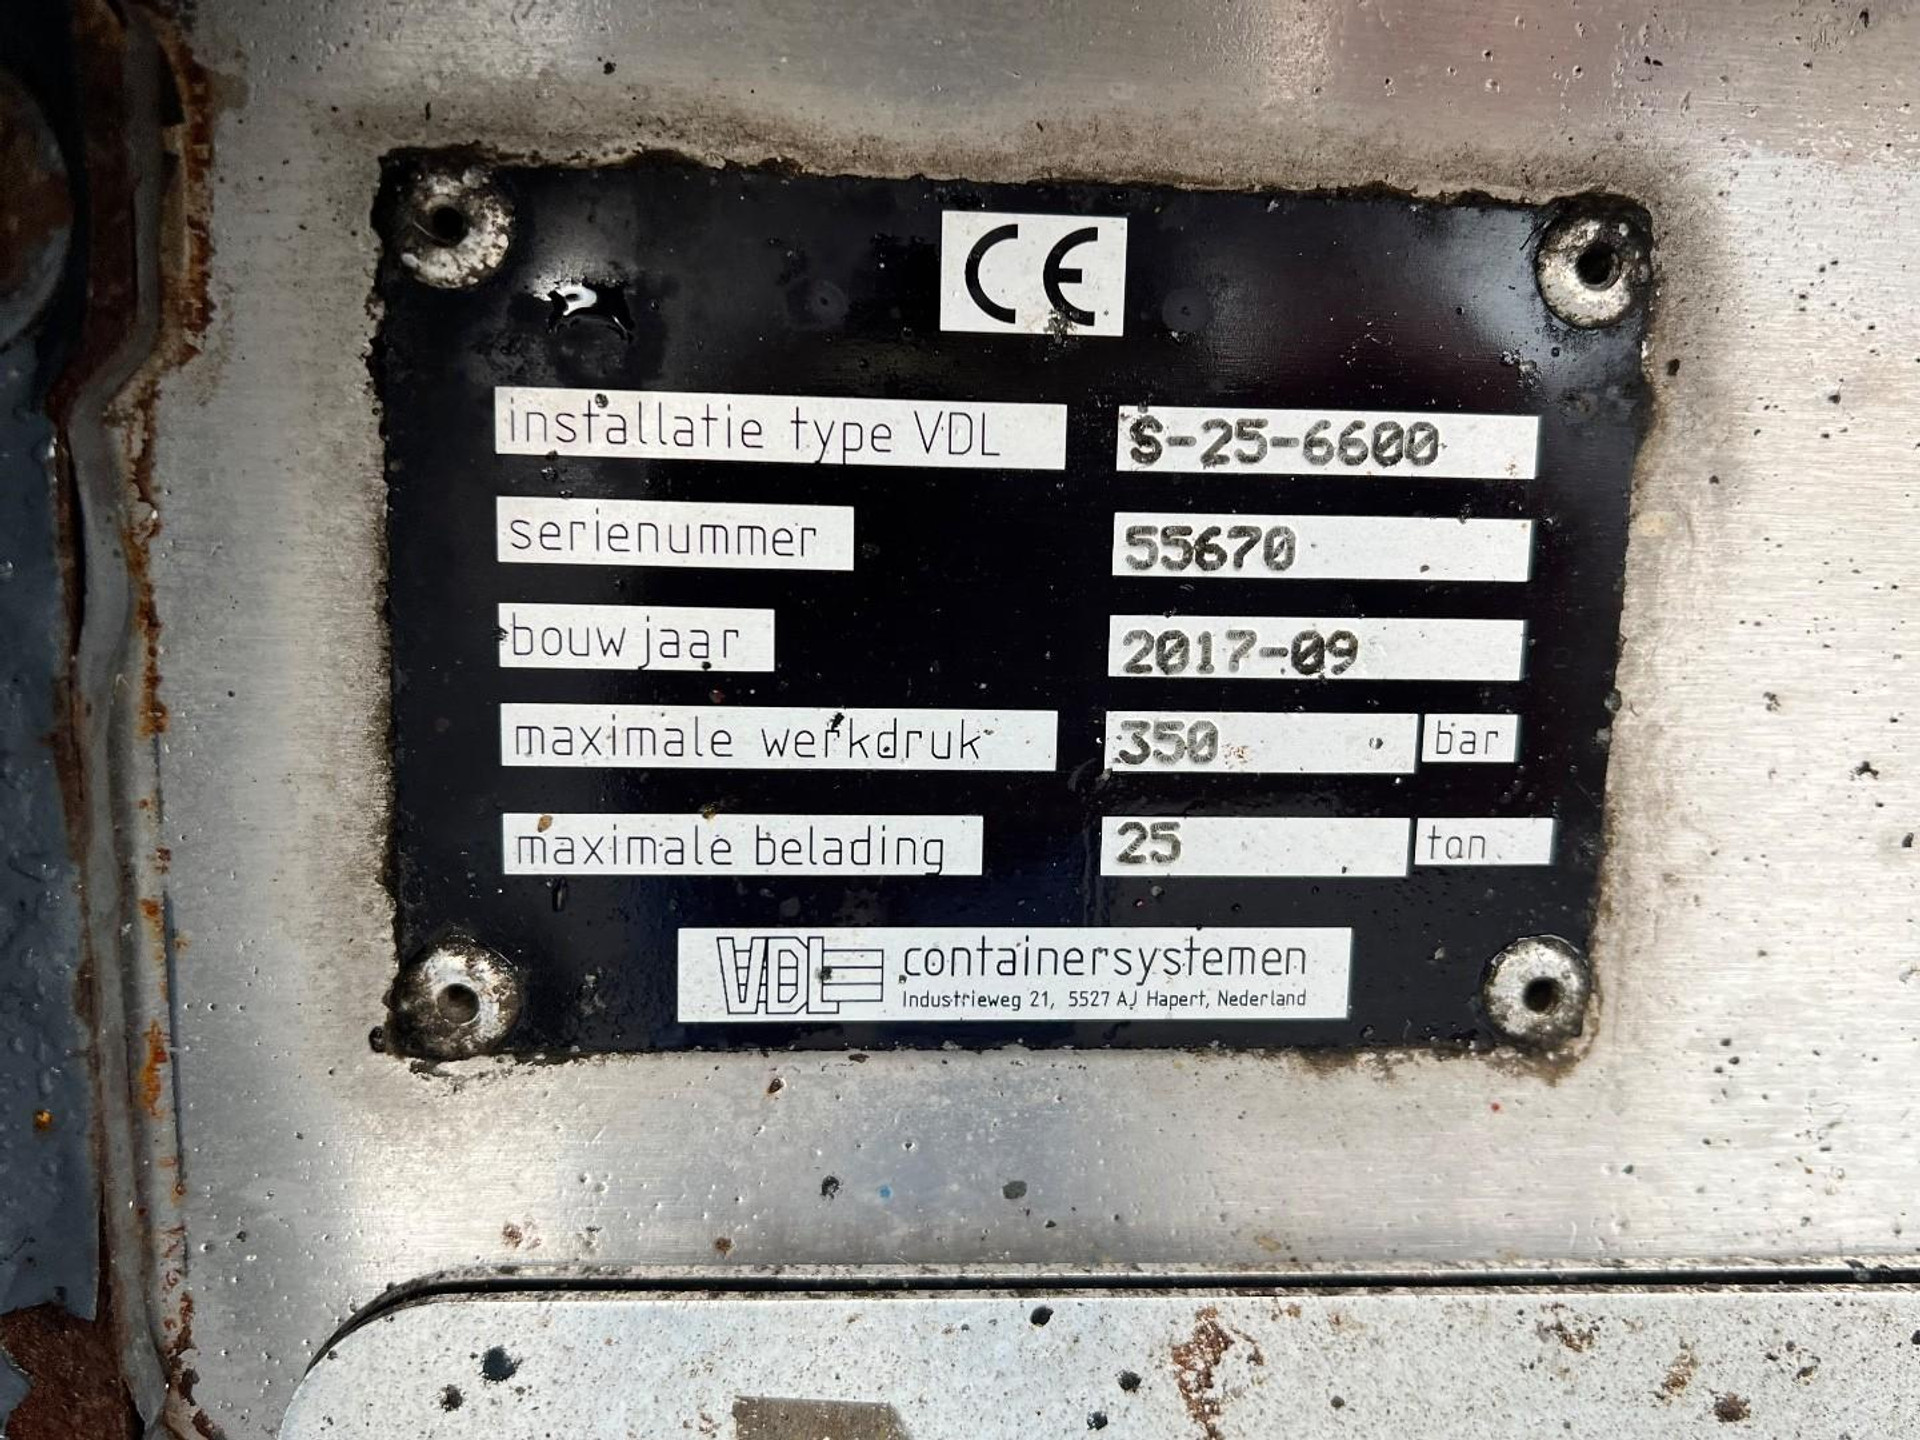 CE
installatie type VDL S-25-6600
serienummer 55670
bouwjaar 2017-09
maximale werkdruk 350 bar
maximale belading 25 ton
VDL containersystemen
Industrieweg 21, 5527 AJ Hapert, Nederland